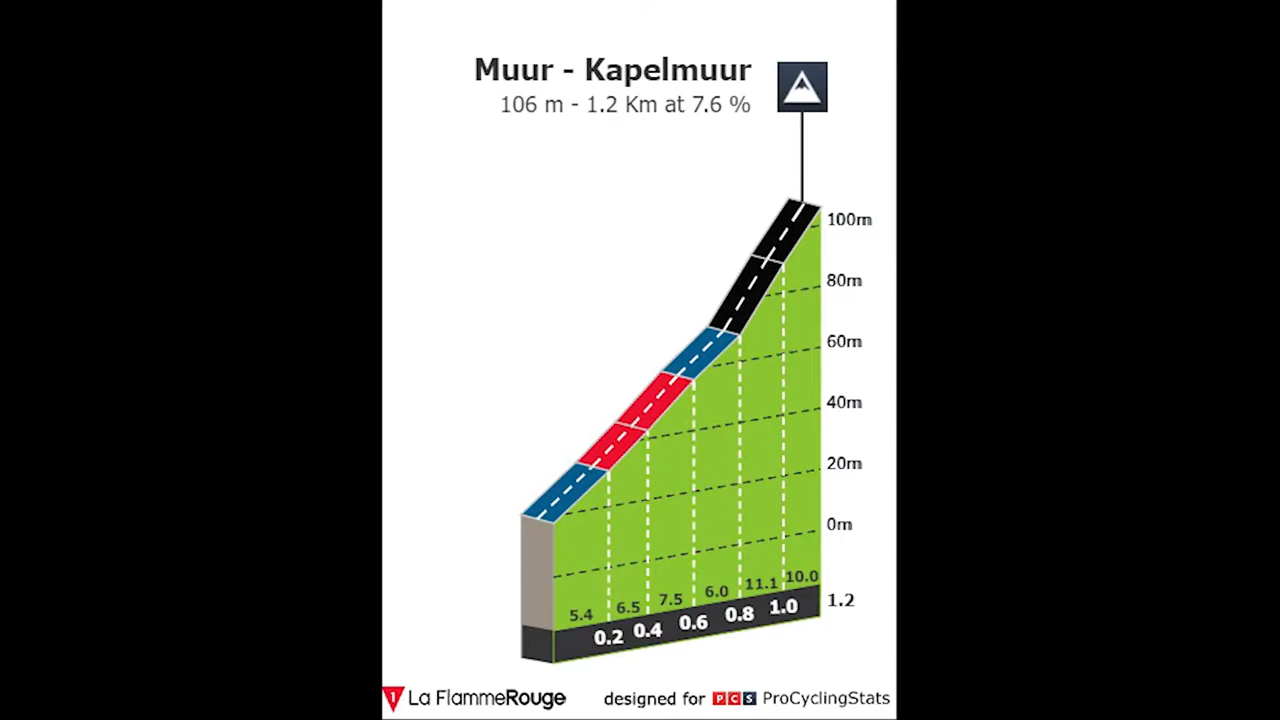 Muur - Kapelmuur
106 m - 1.2 Km at 7.6 %
100m
80m
60m
40m
20m
0m
5.4 6.5 7.5 6.0 11.1 10.0
0.2 0.4 0.6 0.8 1.0 1.2
1 La FlammeRouge designed for PCS ProCyclingStats